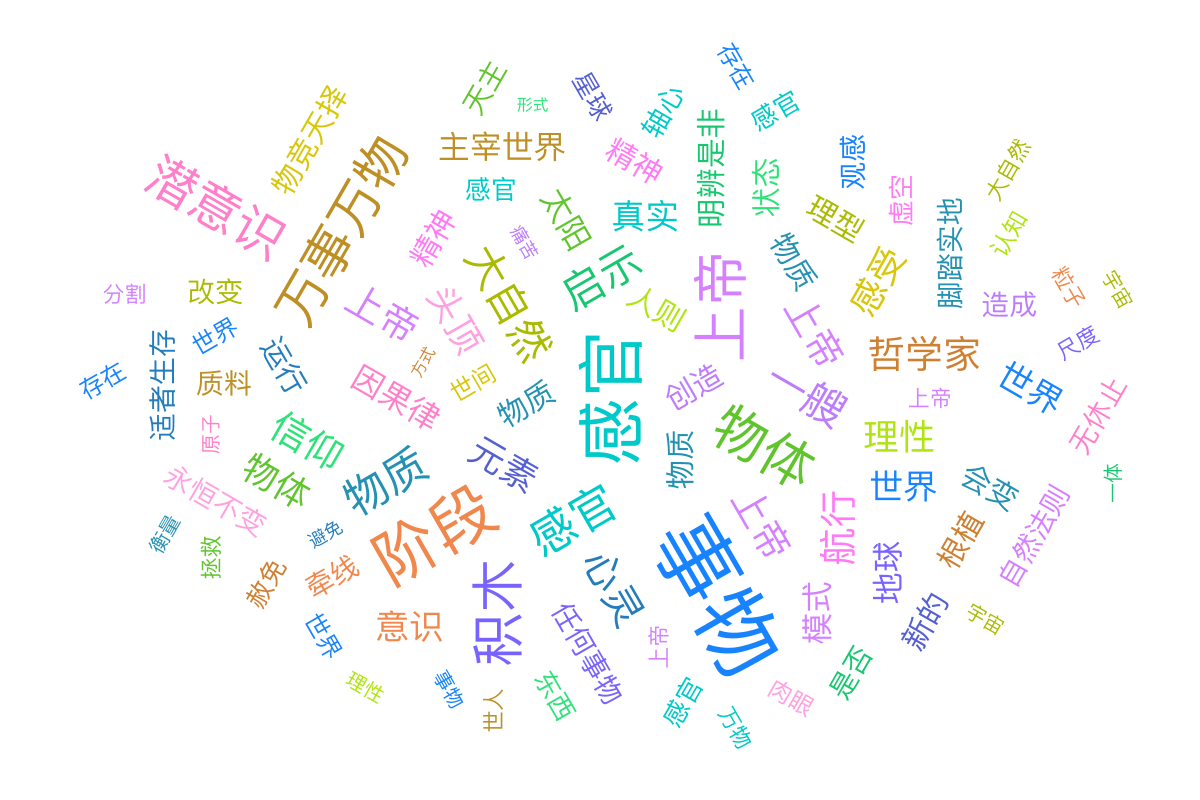 存在
天主
形式
星球
轴心
感官
物竞天择
主宰世界
精神
明辨是非
观感
大自然
潜意识
万事万物
感官
太阳
真实
状态
理型
虚空
脚踏实地
认知
精神
痛苦
大自然
启示
人则
上帝
物质
感受
粒子
宇宙
分割
改变
上帝
头顶
造成
存在
世界
运行
适者生存
质料
因果律
方式
世间
物质
感官
创造
一艘
上帝
哲学家
上帝
世界
尺度
无休止
原子
信仰
物体
永恒不变
物质
元素
物质
物体
理性
世界
会变
一体
衡量
拯救
赦免
避免
牵线
阶段
感官
心灵
事物
上帝
航行
地球
根植
自然法则
世界
意识
积木
任何事物
上帝
模式
新的
宇宙
理性
事物
世人
东西
感官
万物
肉眼
是否